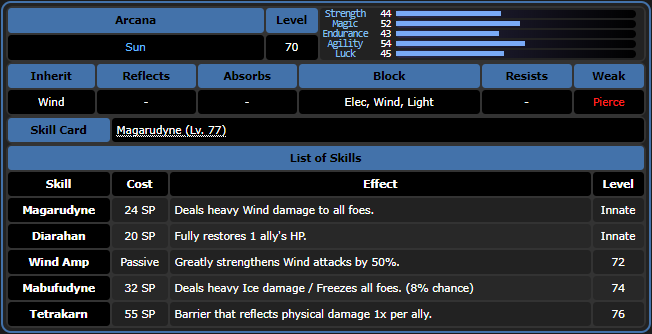 Arcana Level
Sun 70
Strength 44
Magic 52
Endurance 43
Agility 54
Luck 45
Inherit Reflects Absorbs Block Resists Weak
Wind - - Elec, Wind, Light - Pierce
Skill Card Magarudyne (Lv. 77)
List of Skills
Skill Cost Effect Level
Magarudyne 24 SP Deals heavy Wind damage to all foes. Innate
Diarahan 20 SP Fully restores 1 ally's HP. Innate
Wind Amp Passive Greatly strengthens Wind attacks by 50%. 72
Mabufudyne 32 SP Deals heavy Ice damage / Freezes all foes. (8% chance) 74
Tetrakarn 55 SP Barrier that reflects physical damage 1x per ally. 76